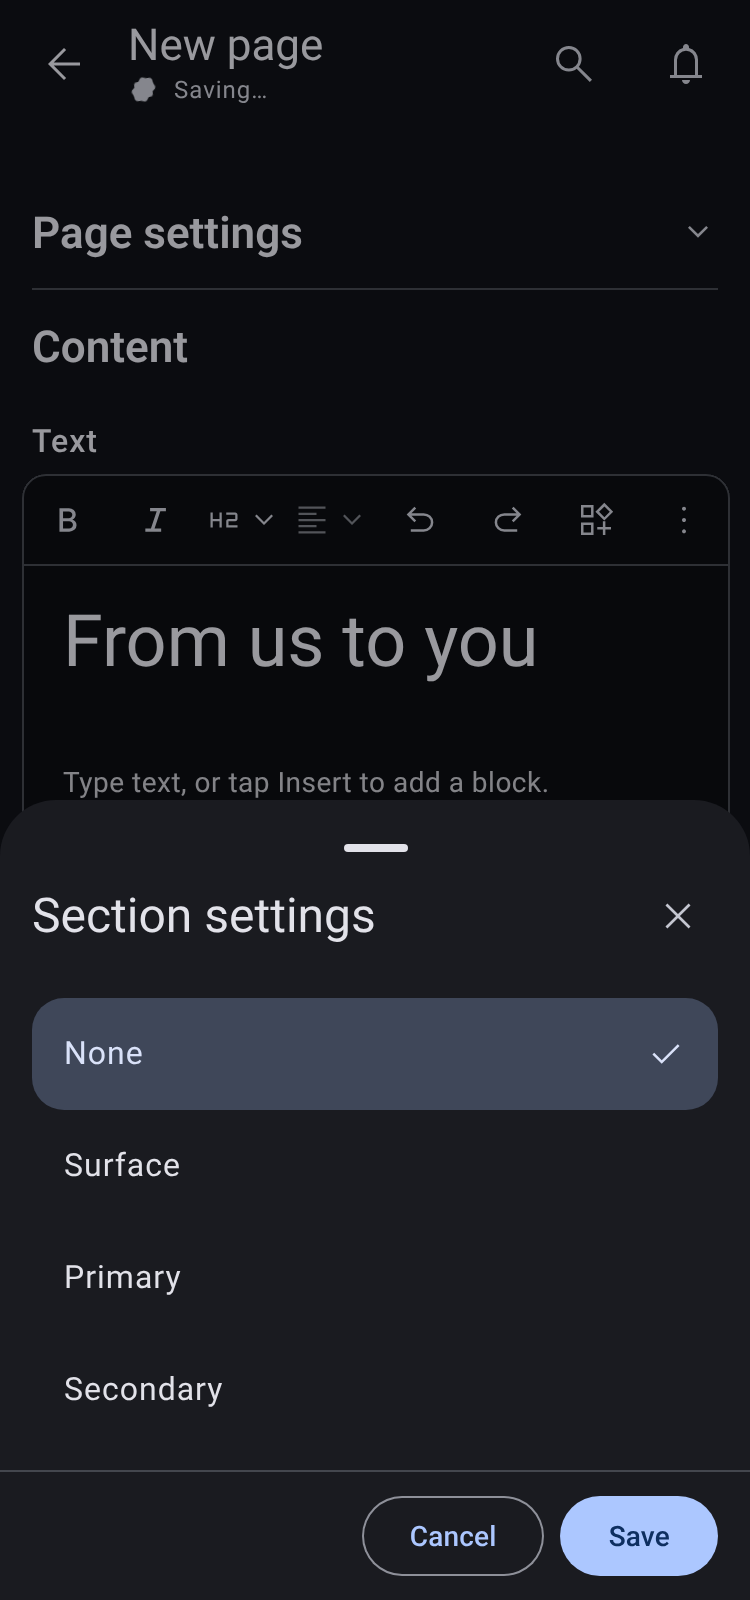 New page
Saving…
Page settings
Content
Text
B I H2
From us to you
Type text, or tap Insert to add a block.
Section settings
None
Surface
Primary
Secondary
Cancel Save